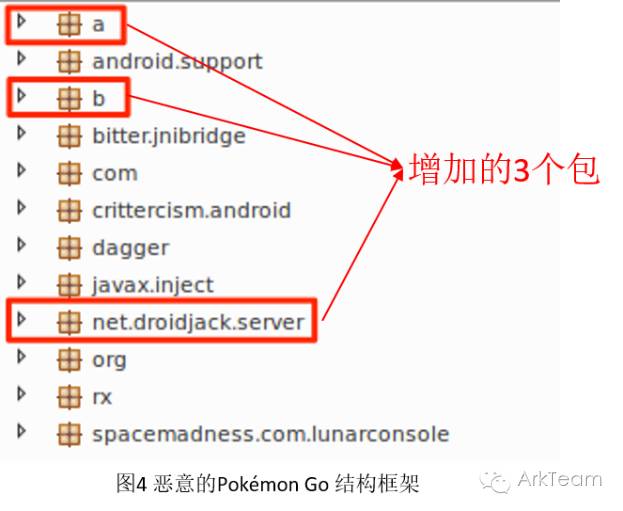 a
android.support
b
bitter.jnibridge
com
增加的3个包
crittercism.android
dagger
javax.inject
net.droidjack.server
org
rx
spacemadness.com.lunarconsole
图4 恶意的Pokémon Go 结构框架
ArkTeam